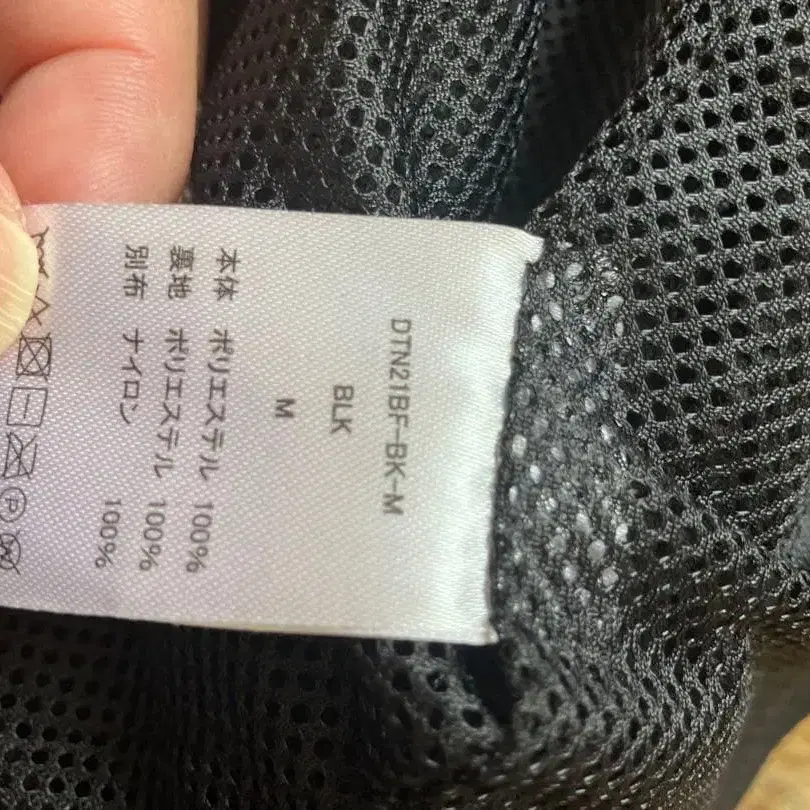 DTN21BF-BK-M
BLK
M
本体 ポリエステル 100%
裏地 ポリエステル 100%
別布 ナイロン 100%
P